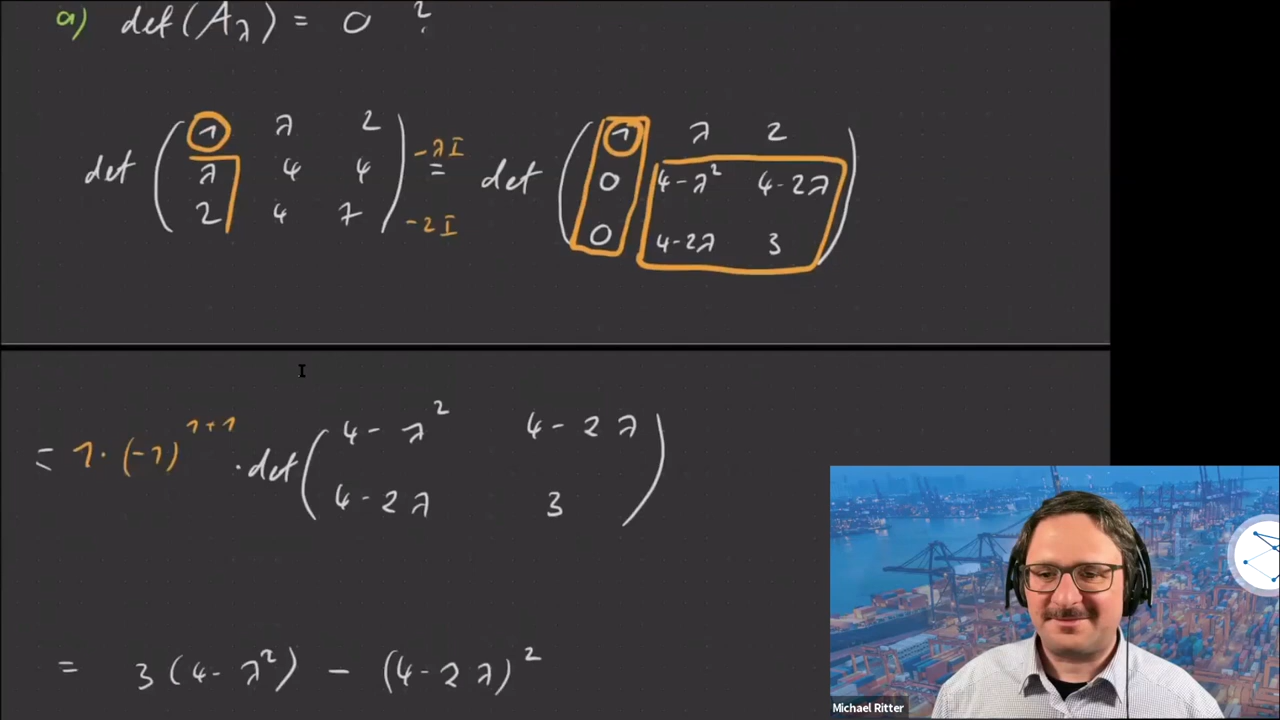 a) det(A_λ) = 0 ?
det ( 1 λ 2 ) -λI = det ( 1 λ 2 )
( λ 4 4 ) ( 0 4-λ² 4-2λ )
( 2 4 7 ) -2I ( 0 4-2λ 3 )
= 1·(-1)^{1+1} · det ( 4-λ² 4-2λ )
( 4-2λ 3 )
= 3(4-λ²) - (4-2λ)²
Michael Ritter